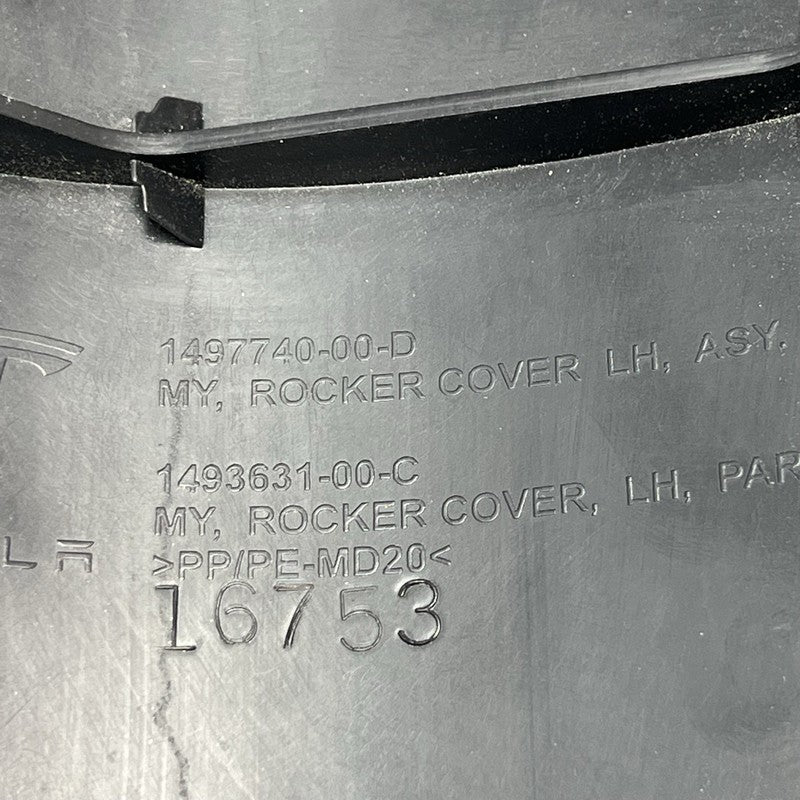 1497740-00-D
MY, ROCKER COVER LH, ASY,
1493631-00-C
MY, ROCKER COVER, LH, PAR
>PP/PE-MD20<
16753